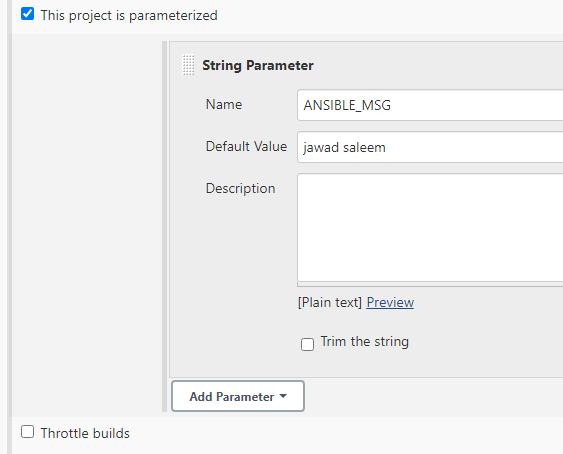 This project is parameterized
String Parameter
Name
ANSIBLE_MSG
Default Value
jawad saleem
Description
[Plain text] Preview
Trim the string
Add Parameter
Throttle builds